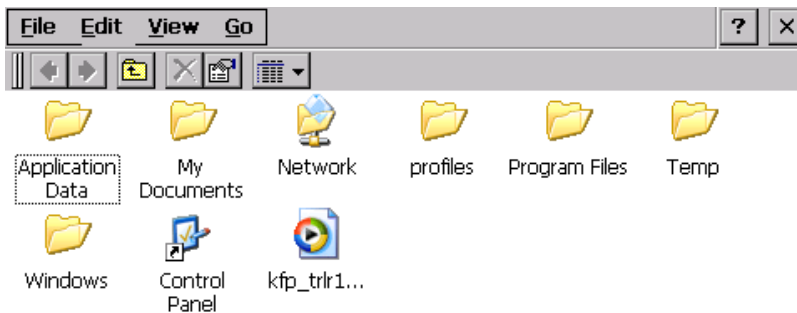 File Edit View Go ?
Application Data My Documents Network profiles Program Files Temp
Windows Control Panel kfp_trlr1...